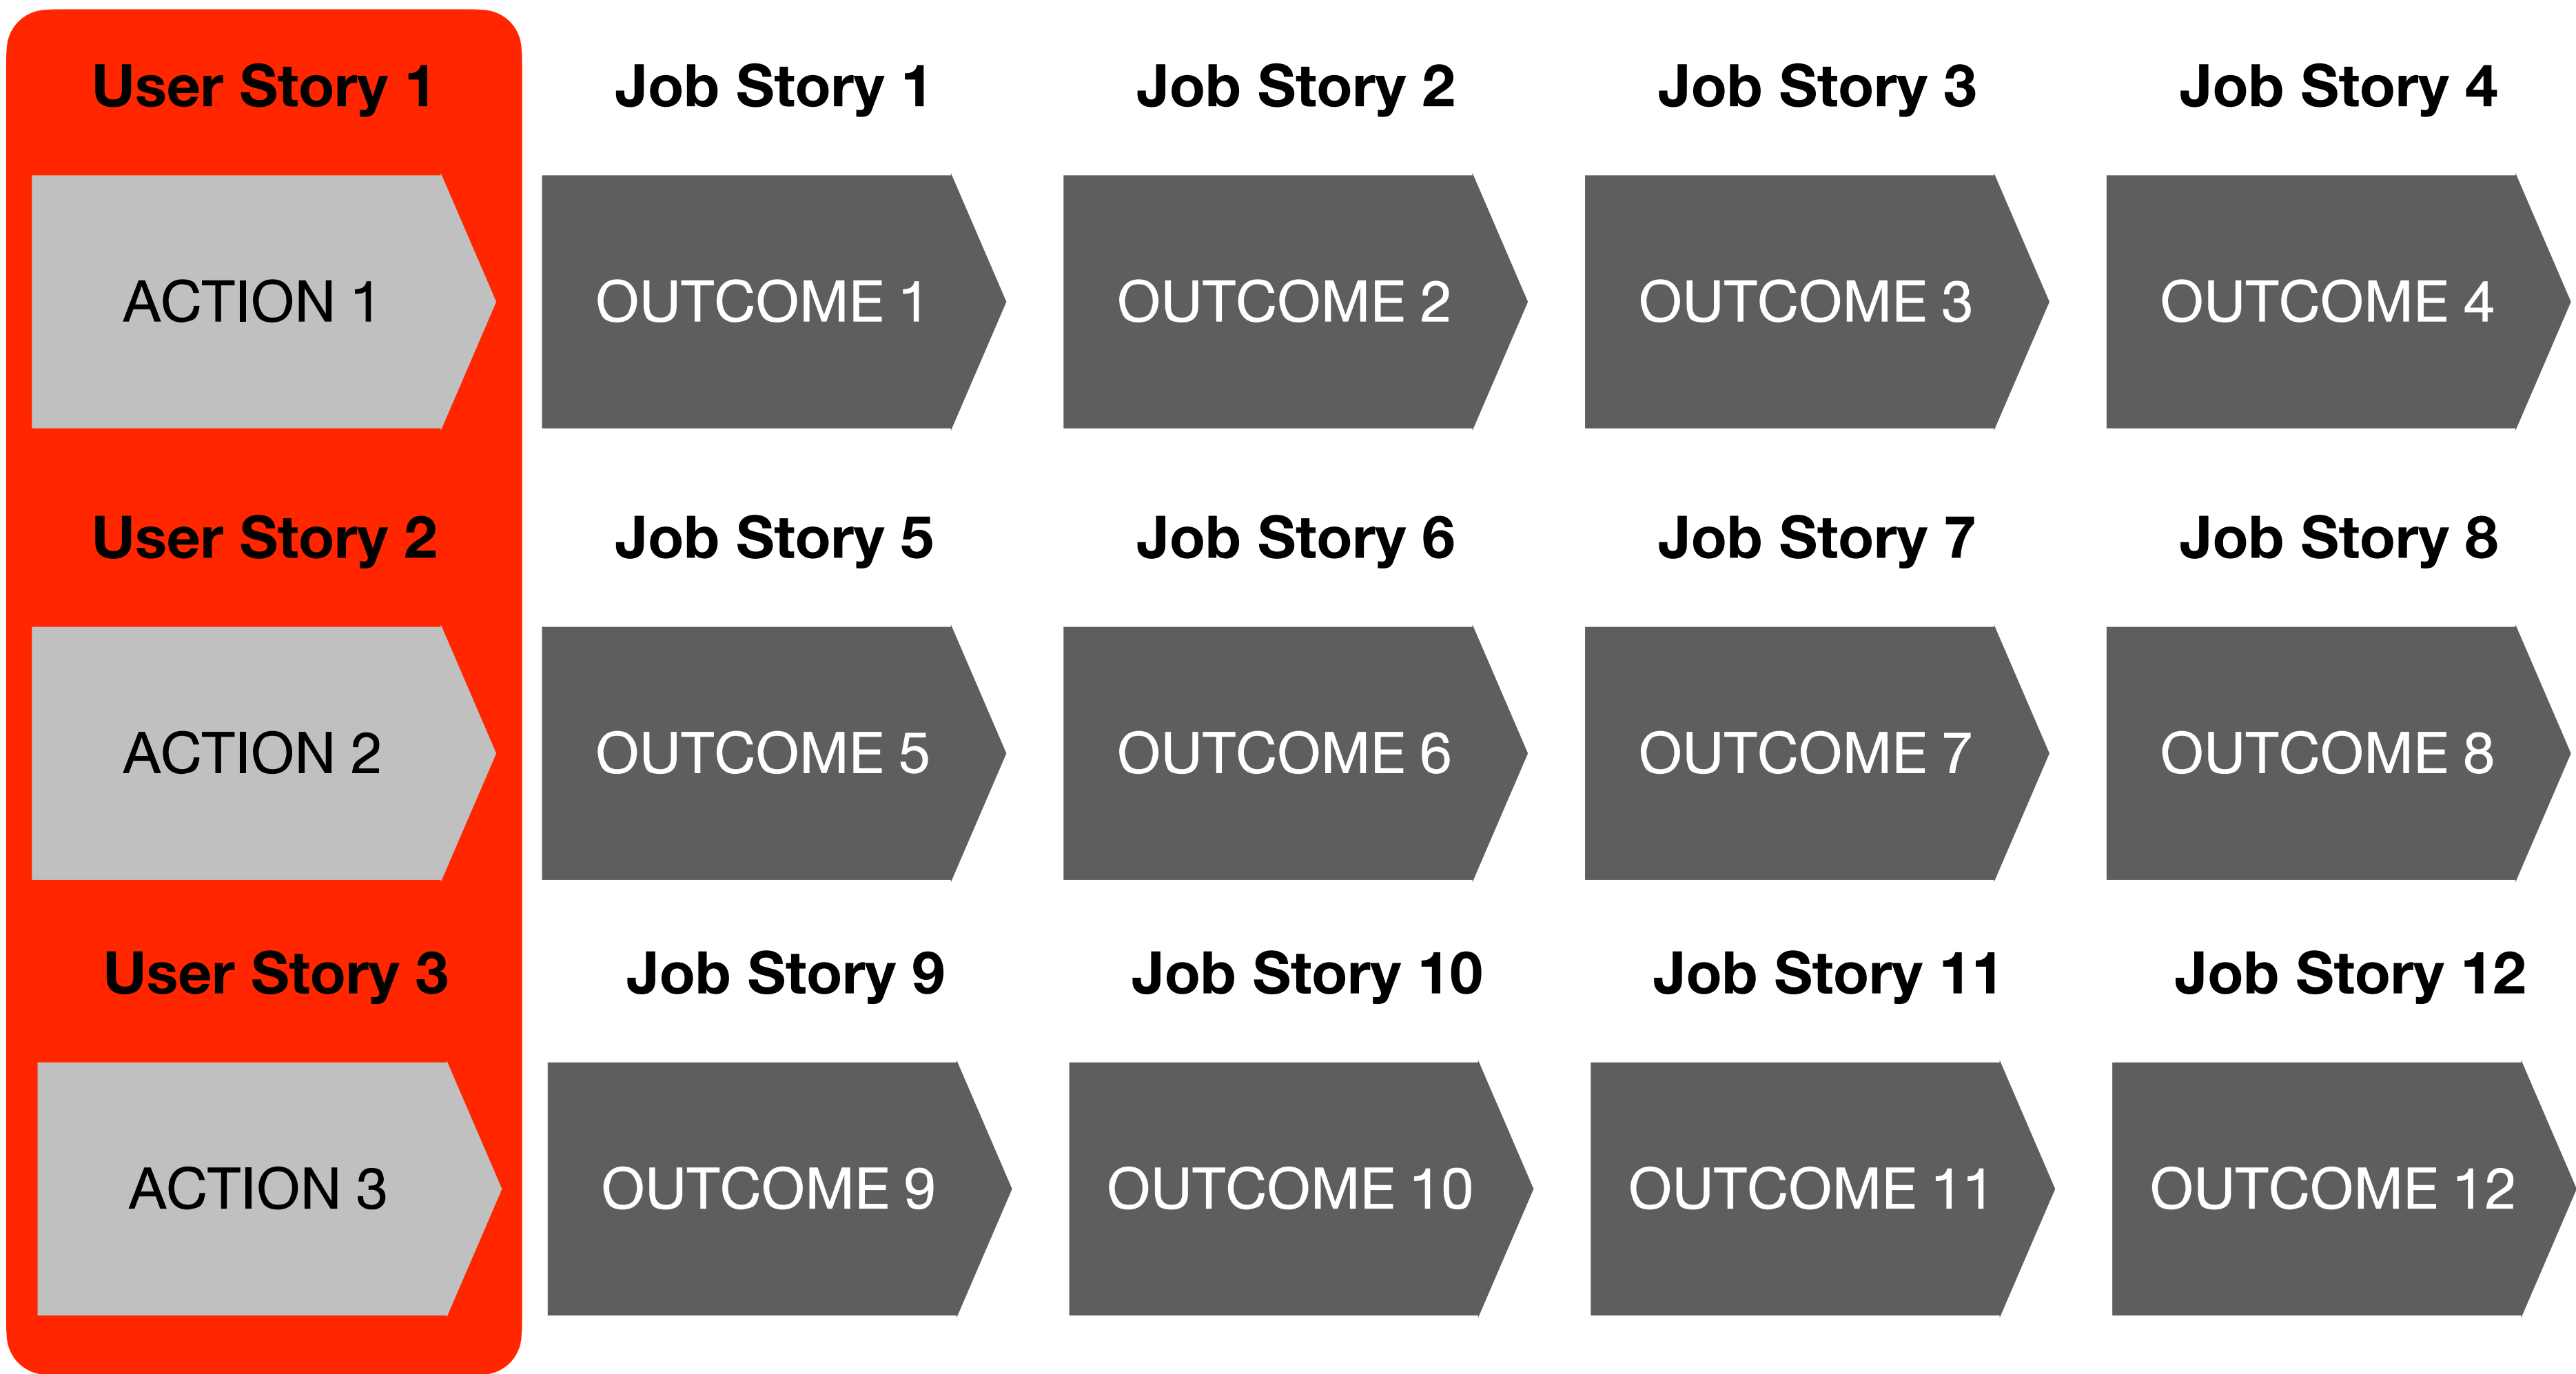 User Story 1 Job Story 1 Job Story 2 Job Story 3 Job Story 4
ACTION 1 OUTCOME 1 OUTCOME 2 OUTCOME 3 OUTCOME 4
User Story 2 Job Story 5 Job Story 6 Job Story 7 Job Story 8
ACTION 2 OUTCOME 5 OUTCOME 6 OUTCOME 7 OUTCOME 8
User Story 3 Job Story 9 Job Story 10 Job Story 11 Job Story 12
ACTION 3 OUTCOME 9 OUTCOME 10 OUTCOME 11 OUTCOME 12